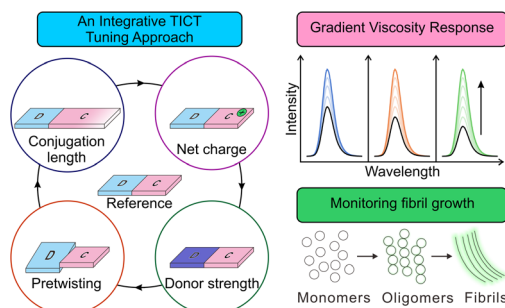 An Integrative TICT
Tuning Approach
D C
Conjugation
length
D C
Net charge
D C
Reference
D C
Pretwisting
D C
Donor strength
Gradient Viscosity Response
Intensity
Wavelength
Monitoring fibril growth
Monomers Oligomers Fibrils